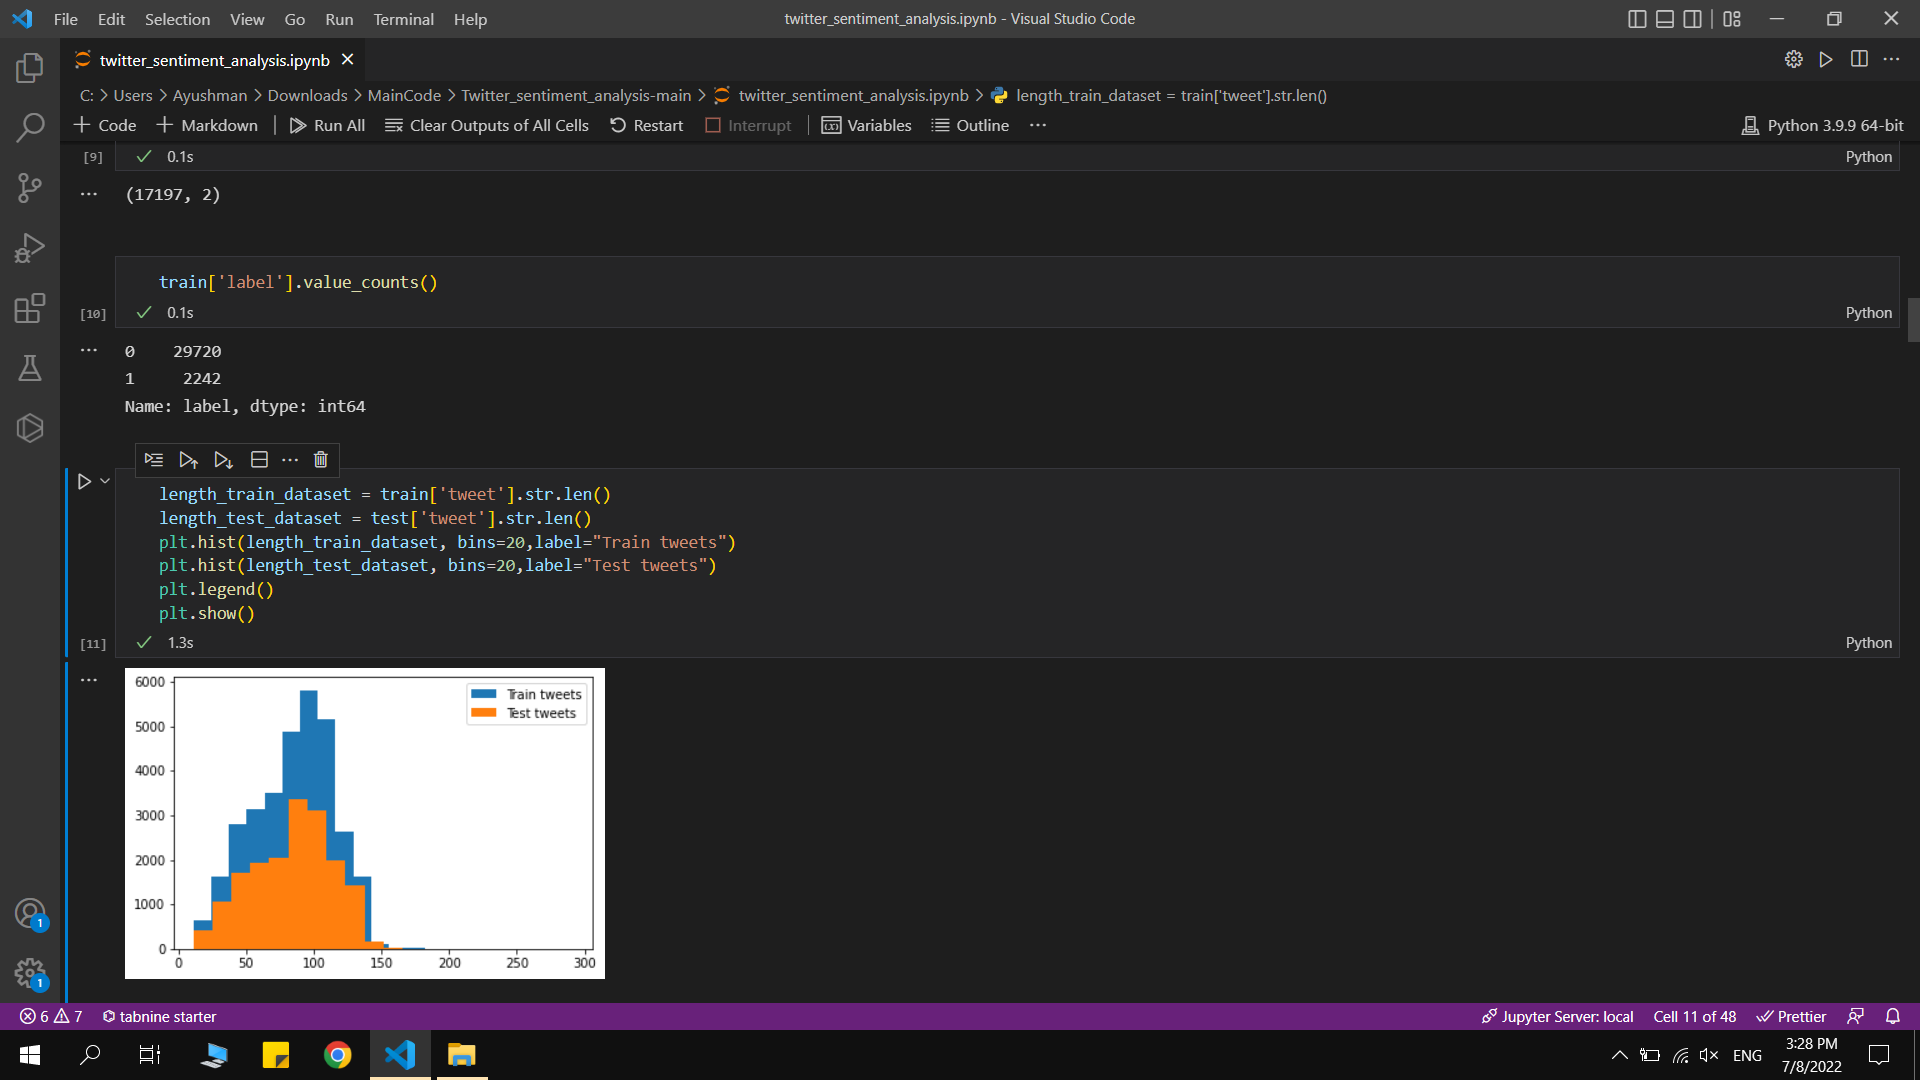 File Edit Selection View Go Run Terminal Help
twitter_sentiment_analysis.ipynb - Visual Studio Code
twitter_sentiment_analysis.ipynb
C: > Users > Ayushman > Downloads > MainCode > Twitter_sentiment_analysis-main > twitter_sentiment_analysis.ipynb > length_train_dataset = train['tweet'].str.len()
+ Code + Markdown | Run All Clear Outputs of All Cells Restart Interrupt | Variables Outline ...
Python 3.9.9 64-bit
[9] 0.1s Python
(17197, 2)
train['label'].value_counts()
[10] 0.1s Python
0 29720
1 2242
Name: label, dtype: int64
length_train_dataset = train['tweet'].str.len()
length_test_dataset = test['tweet'].str.len()
plt.hist(length_train_dataset, bins=20,label="Train tweets")
plt.hist(length_test_dataset, bins=20,label="Test tweets")
plt.legend()
plt.show()
[11] 1.3s Python
6000
5000
4000
3000
2000
1000
0
Train tweets
Test tweets
0 50 100 150 200 250 300
1
1
6 7 tabnine starter
Jupyter Server: local Cell 11 of 48 Prettier
ENG
3:28 PM
7/8/2022